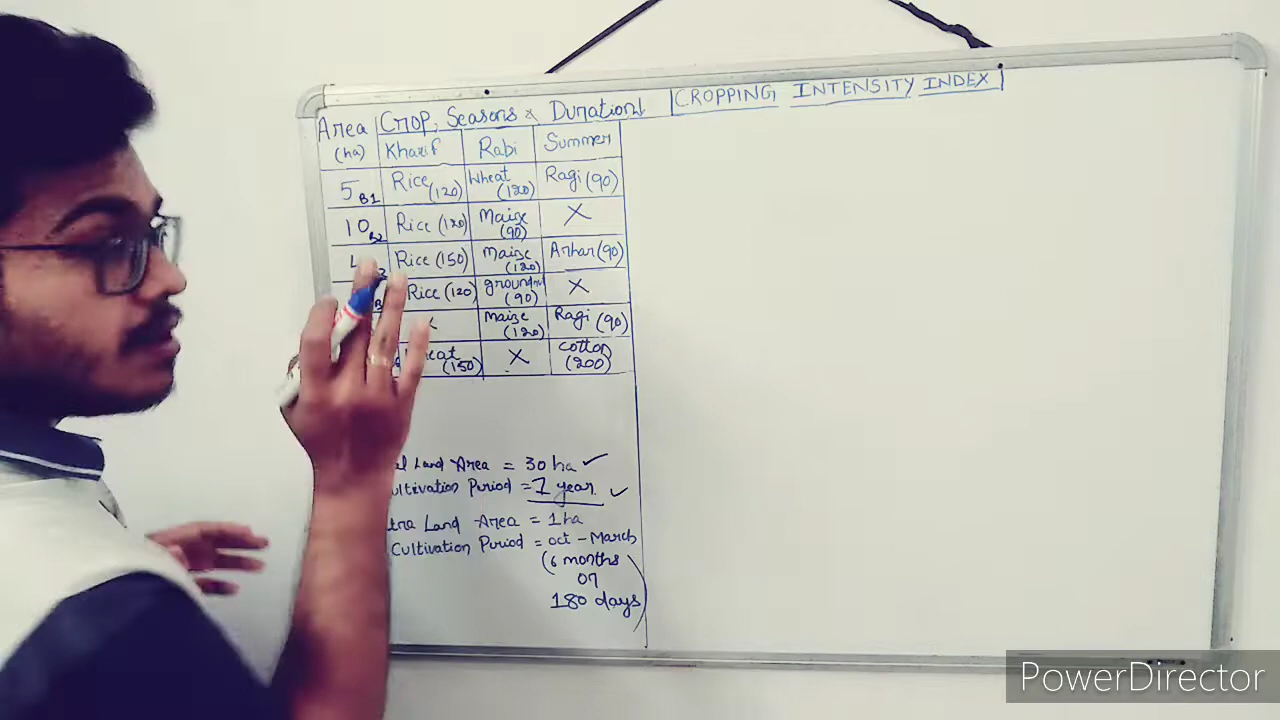 CROPPING INTENSITY INDEX
Area Crop, Seasons & Duration
(ha) Kharif Rabi Summer
5 B1 Rice (120) Wheat (120) Ragi (90)
10 B2 Rice (120) Maize (90) X
Rice (150) Maize (120) Arhar (90)
Rice (120) (90) X
Maize (120) Ragi (90)
(150) X cotton (200)
Land Area = 30 ha ✓
Period = 1 year ✓
Land Area = 1 ha
Cultivation Period = oct - March
(6 months
or
180 days)
PowerDirector